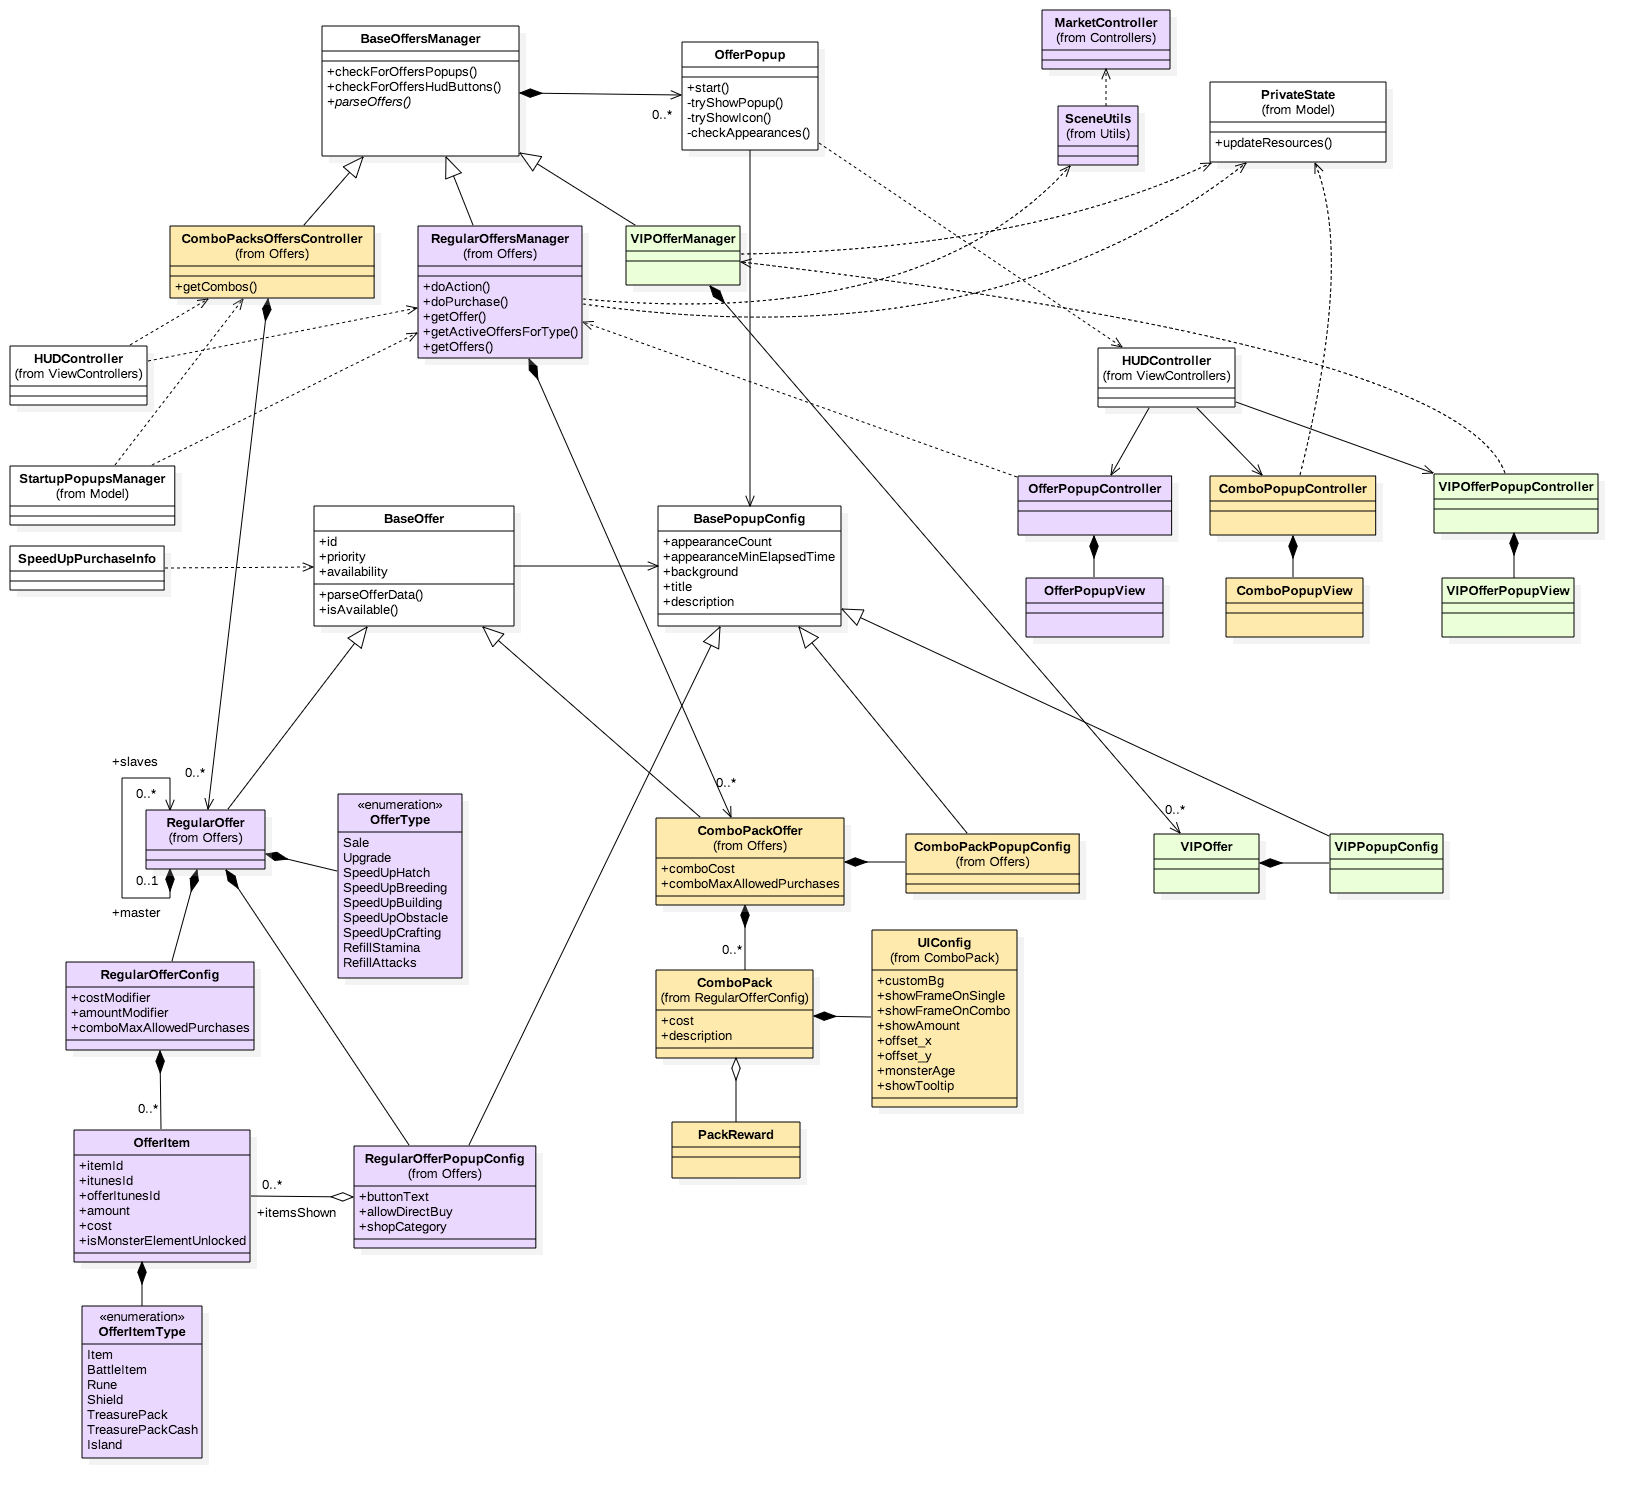 BaseOffersManager
+checkForOffersPopups()
+checkForOffersHudButtons()
+parseOffers()
0..*
OfferPopup
+start()
-tryShowPopup()
-tryShowIcon()
-checkAppearances()
MarketController
(from Controllers)
SceneUtils
(from Utils)
PrivateState
(from Model)
+updateResources()
ComboPacksOffersController
(from Offers)
+getCombos()
RegularOffersManager
(from Offers)
+doAction()
+doPurchase()
+getOffer()
+getActiveOffersForType()
+getOffers()
VIPOfferManager
HUDController
(from ViewControllers)
HUDController
(from ViewControllers)
StartupPopupsManager
(from Model)
SpeedUpPurchaseInfo
BaseOffer
+id
+priority
+availability
+parseOfferData()
+isAvailable()
BasePopupConfig
+appearanceCount
+appearanceMinElapsedTime
+background
+title
+description
OfferPopupController
ComboPopupController
VIPOfferPopupController
OfferPopupView
ComboPopupView
VIPOfferPopupView
+slaves
0..*
0..*
RegularOffer
(from Offers)
0..1
+master
«enumeration»
OfferType
Sale
Upgrade
SpeedUpHatch
SpeedUpBreeding
SpeedUpBuilding
SpeedUpObstacle
SpeedUpCrafting
RefillStamina
RefillAttacks
0..*
ComboPackOffer
(from Offers)
+comboCost
+comboMaxAllowedPurchases
ComboPackPopupConfig
(from Offers)
0..*
VIPOffer
VIPPopupConfig
RegularOfferConfig
+costModifier
+amountModifier
+comboMaxAllowedPurchases
0..*
ComboPack
(from RegularOfferConfig)
+cost
+description
UIConfig
(from ComboPack)
+customBg
+showFrameOnSingle
+showFrameOnCombo
+showAmount
+offset_x
+offset_y
+monsterAge
+showTooltip
PackReward
0..*
OfferItem
+itemId
+itunesId
+offerItunesId
+amount
+cost
+isMonsterElementUnlocked
0..*
+itemsShown
RegularOfferPopupConfig
(from Offers)
+buttonText
+allowDirectBuy
+shopCategory
«enumeration»
OfferItemType
Item
BattleItem
Rune
Shield
TreasurePack
TreasurePackCash
Island